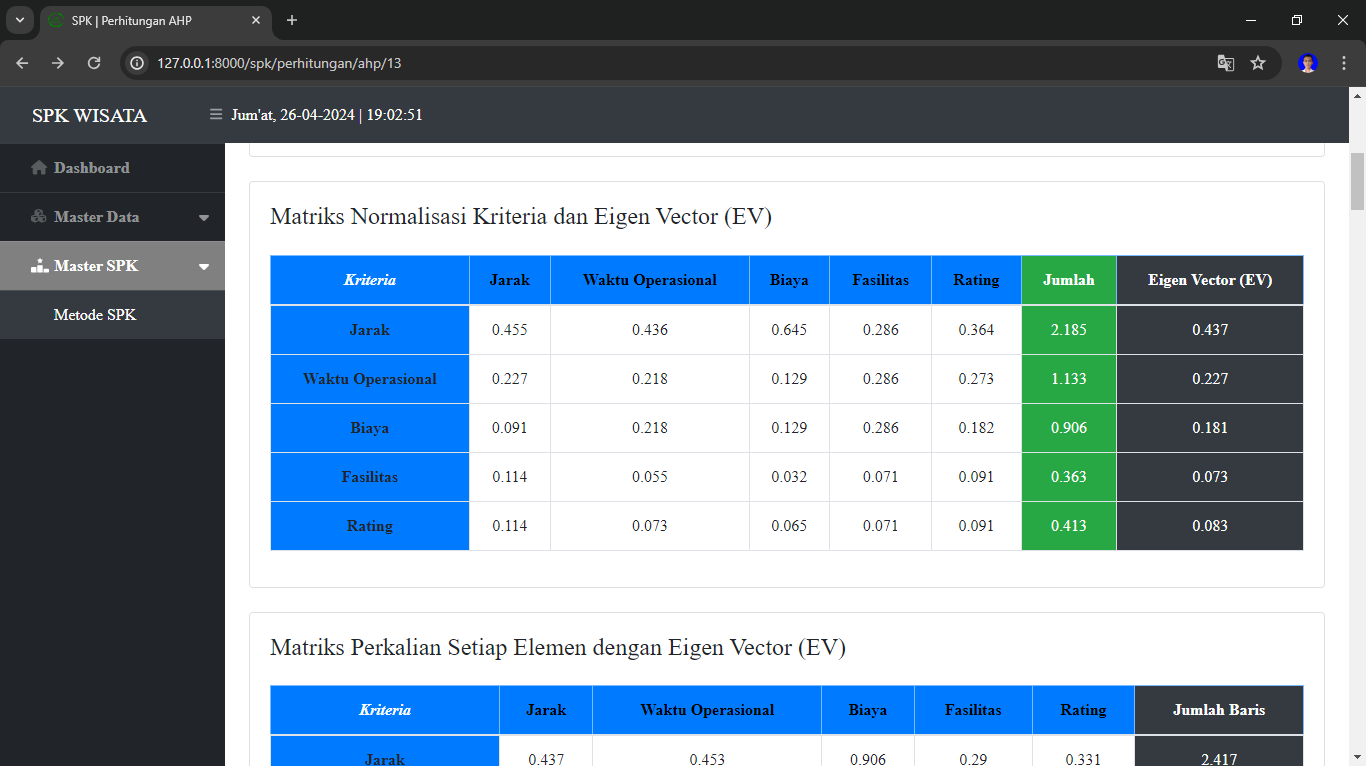 SPK | Perhitungan AHP
127.0.0.1:8000/spk/perhitungan/ahp/13
SPK WISATA
Jum'at, 26-04-2024 | 19:02:51
Dashboard
Master Data
Master SPK
Metode SPK
Matriks Normalisasi Kriteria dan Eigen Vector (EV)
Kriteria Jarak Waktu Operasional Biaya Fasilitas Rating Jumlah Eigen Vector (EV)
Jarak 0.455 0.436 0.645 0.286 0.364 2.185 0.437
Waktu Operasional 0.227 0.218 0.129 0.286 0.273 1.133 0.227
Biaya 0.091 0.218 0.129 0.286 0.182 0.906 0.181
Fasilitas 0.114 0.055 0.032 0.071 0.091 0.363 0.073
Rating 0.114 0.073 0.065 0.071 0.091 0.413 0.083
Matriks Perkalian Setiap Elemen dengan Eigen Vector (EV)
Kriteria Jarak Waktu Operasional Biaya Fasilitas Rating Jumlah Baris
Jarak 0.437 0.453 0.906 0.29 0.331 2.417